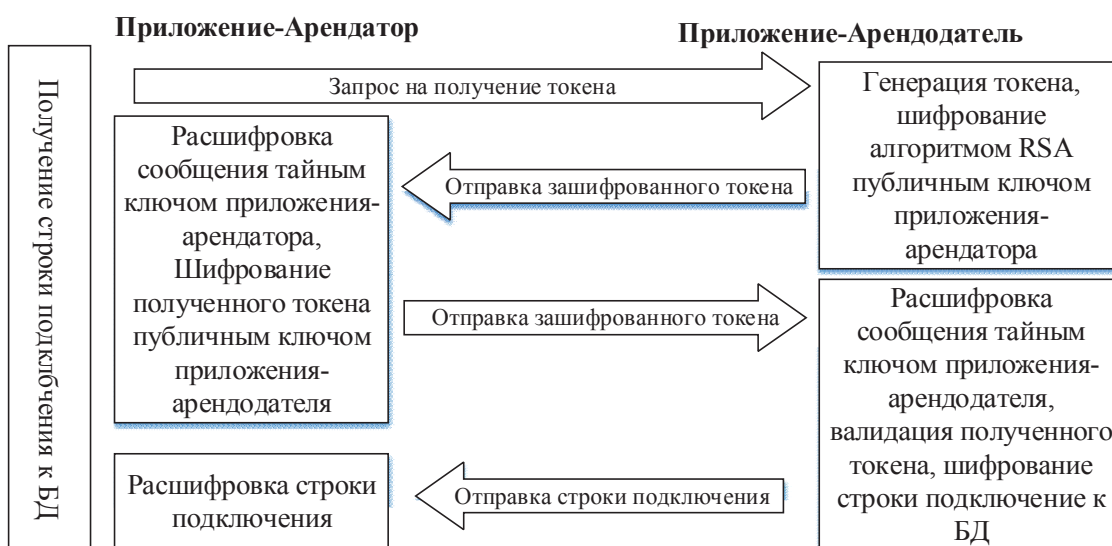 Приложение-Арендатор
Приложение-Арендодатель
Получение строки подклбчения к БД
Запрос на получение токена
Генерация токена,
шифрование
алгоритмом RSA
публичным ключом
приложения-
арендатора
Расшифровка
сообщения тайным
ключом приложения-
арендатора,
Шифрование
полученного токена
публичным ключом
приложения-
арендодателя
Отправка зашифрованного токена
Отправка зашифрованного токена
Расшифровка
сообщения тайным
ключом приложения-
арендодателя,
валидация полученного
токена, шифрование
строки подключение к
БД
Отправка строки подключения
Расшифровка строки
подключения